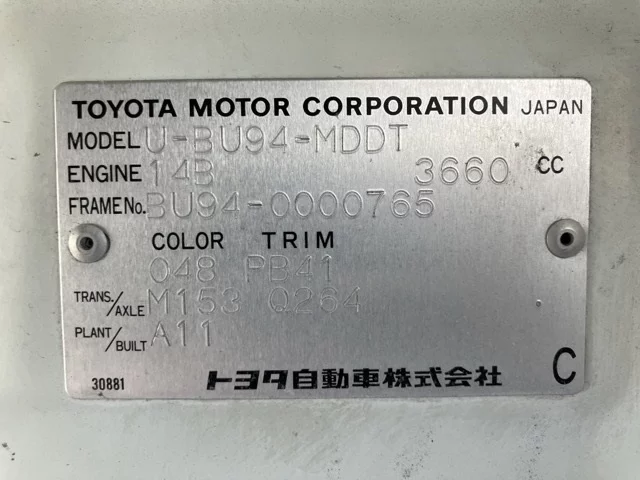 TOYOTA MOTOR CORPORATION JAPAN
MODEL U-BU94-MDDT
ENGINE 14B 3660 CC
FRAME No. BU94-0000765
COLOR TRIM
048 PB41
TRANS./AXLE M153 Q264
PLANT/BUILT A11
30881 トヨタ自動車株式会社 C